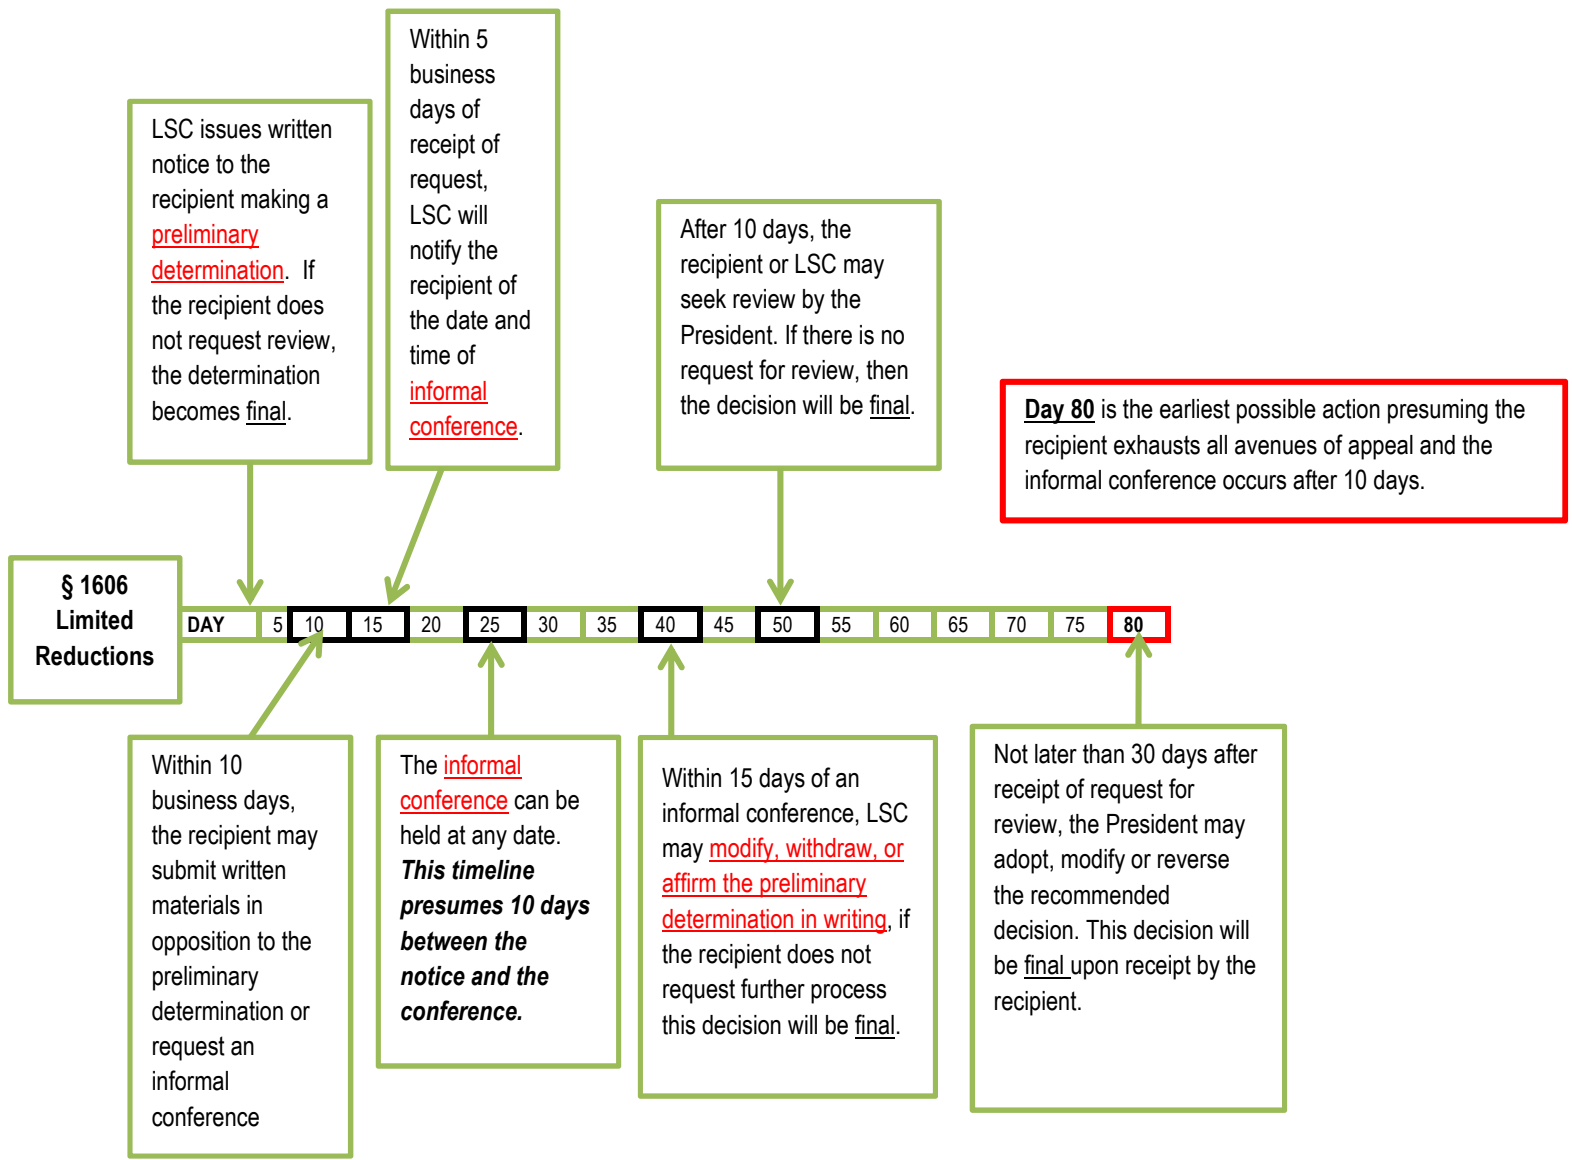 Within 5
business
days of
receipt of
request,
LSC will
notify the
recipient of
the date and
time of
informal
conference.
LSC issues written
notice to the
recipient making a
preliminary
determination.  If
the recipient does
not request review,
the determination
becomes final.
After 10 days, the
recipient or LSC may
seek review by the
President. If there is no
request for review, then
the decision will be final.
Day 80 is the earliest possible action presuming the
recipient exhausts all avenues of appeal and the
informal conference occurs after 10 days.
§ 1606
Limited
Reductions
DAY 5 10 15 20 25 30 35 40 45 50 55 60 65 70 75 80
Within 10
business days,
the recipient may
submit written
materials in
opposition to the
preliminary
determination or
request an
informal
conference
The informal
conference can be
held at any date.
This timeline
presumes 10 days
between the
notice and the
conference.
Within 15 days of an
informal conference, LSC
may modify, withdraw, or
affirm the preliminary
determination in writing, if
the recipient does not
request further process
this decision will be final.
Not later than 30 days after
receipt of request for
review, the President may
adopt, modify or reverse
the recommended
decision. This decision will
be final upon receipt by the
recipient.